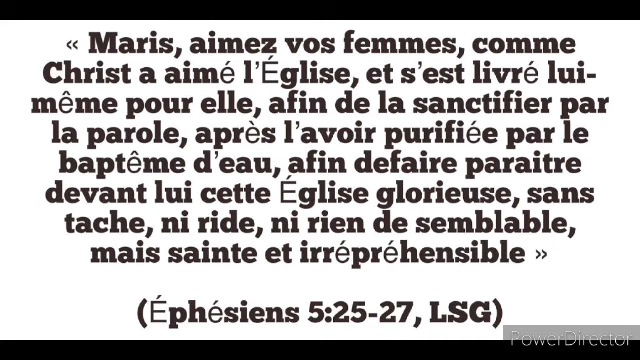 « Maris, aimez vos femmes, comme
Christ a aimé l’Église, et s’est livré lui-
même pour elle, afin de la sanctifier par
la parole, après l’avoir purifiée par le
baptême d’eau, afin defaire paraitre
devant lui cette Église glorieuse, sans
tache, ni ride, ni rien de semblable,
mais sainte et irrépréhensible »
(Éphésiens 5:25-27, LSG)
PowerDirector